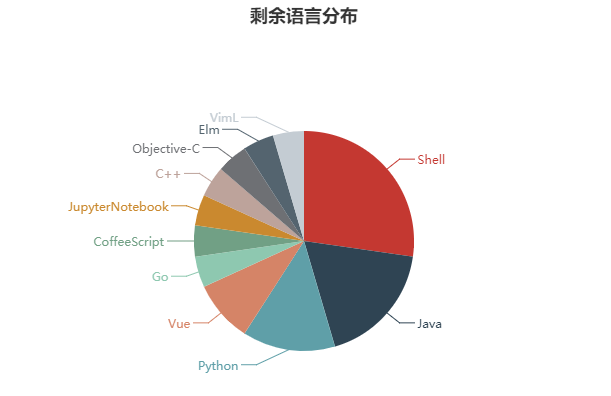 剩余语言分布
VimL
Elm
Objective-C
Shell
C++
JupyterNotebook
CoffeeScript
Go
Vue
Java
Python